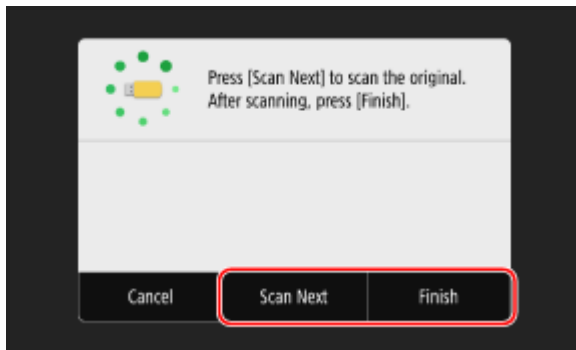 Press [Scan Next] to scan the original.
After scanning, press [Finish].
Cancel
Scan Next
Finish